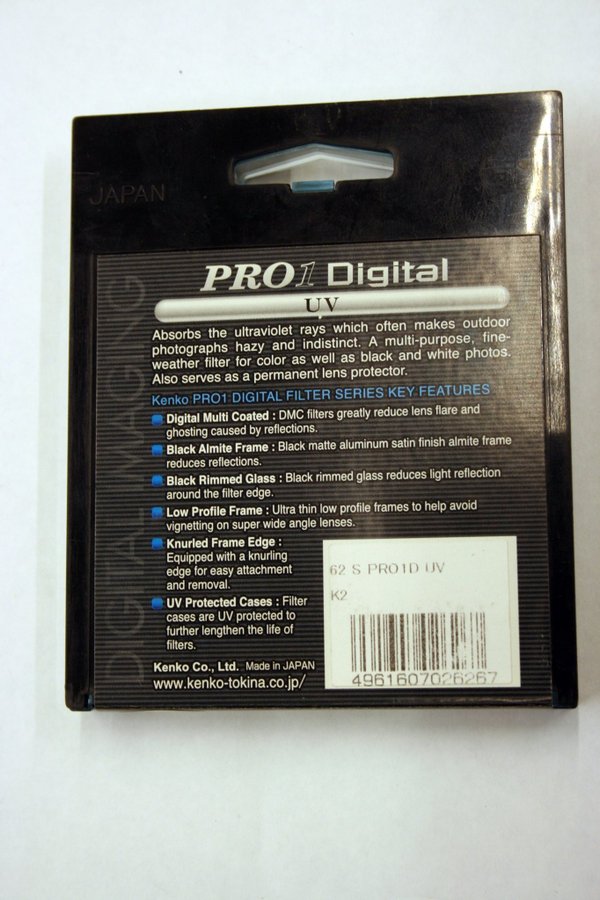 JAPAN
PRO1 Digital
UV
Absorbs the ultraviolet rays which often makes outdoor
photographs hazy and indistinct. A multi-purpose, fine-
weather filter for color as well as black and white photos.
Also serves as a permanent lens protector.
Kenko PRO1 DIGITAL FILTER SERIES KEY FEATURES
Digital Multi Coated : DMC filters greatly reduce lens flare and
ghosting caused by reflections.
Black Almite Frame : Black matte aluminum satin finish almite frame
reduces reflections.
Black Rimmed Glass : Black rimmed glass reduces light reflection
around the filter edge.
Low Profile Frame : Ultra thin low profile frames to help avoid
vignetting on super wide angle lenses.
Knurled Frame Edge :
Equipped with a knurling
edge for easy attachment
and removal.
UV Protected Cases : Filter
cases are UV protected to
further lengthen the life of
filters.
Kenko Co., Ltd. Made in JAPAN
www.kenko-tokina.co.jp/
62 S PRO1D UV
K2
4961607026267
DIGITAL IMAGING